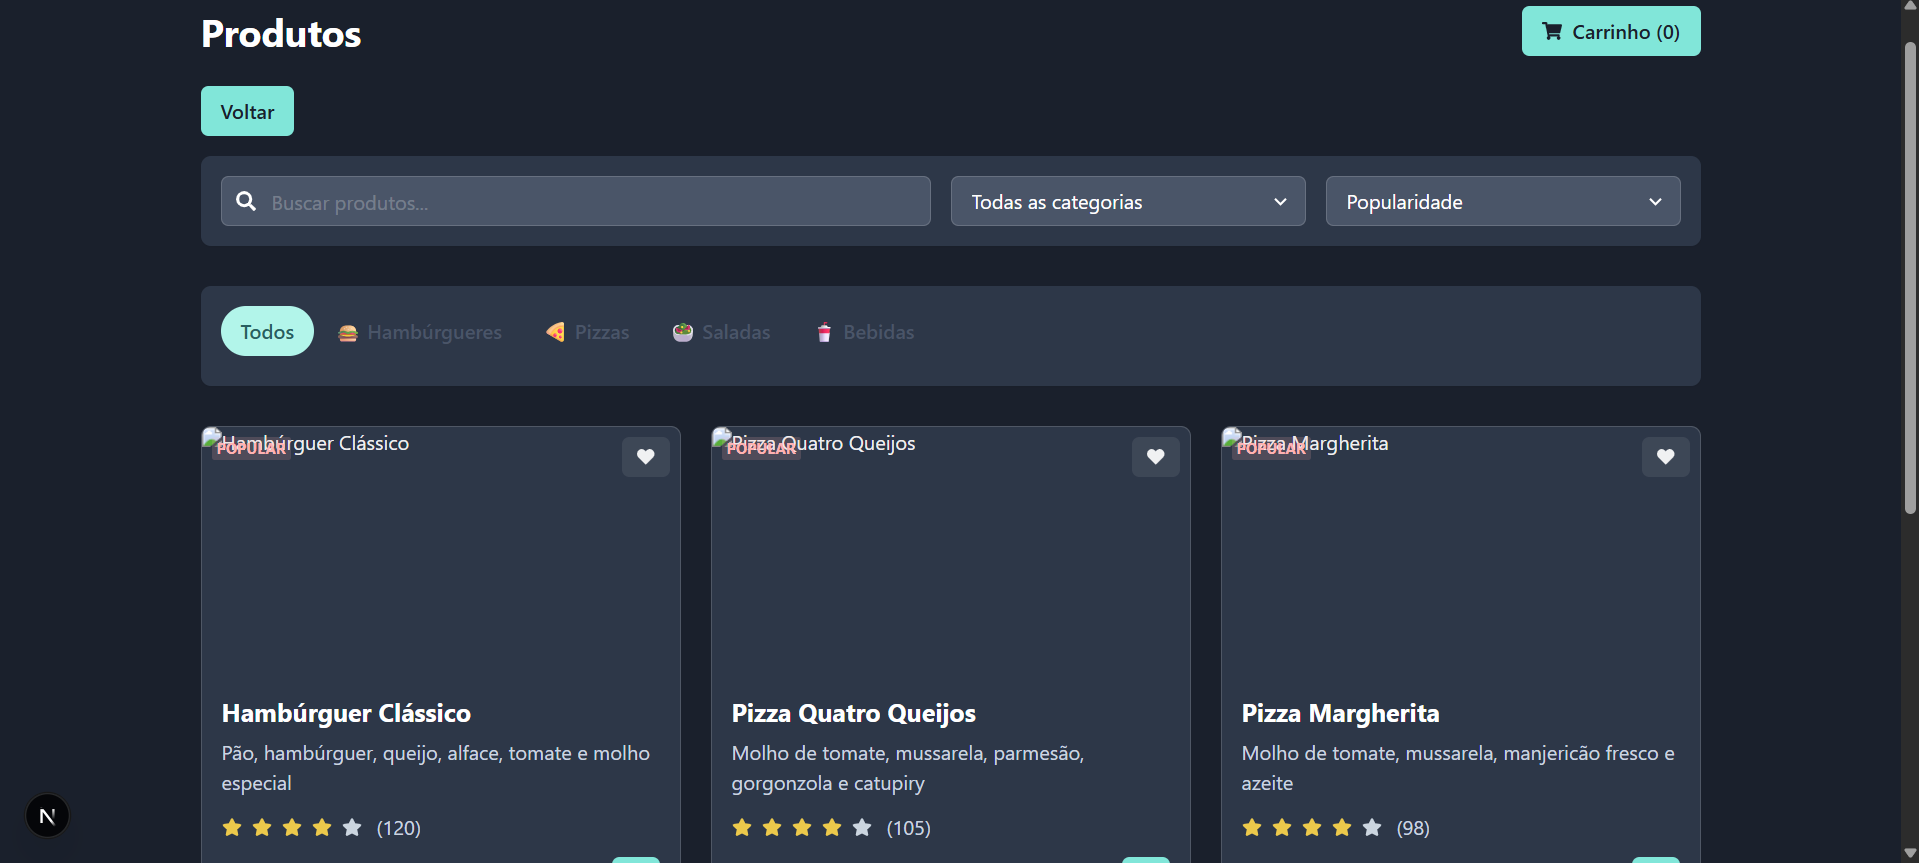 Produtos
Carrinho (0)
Voltar
Buscar produtos...
Todas as categorias
Popularidade
Todos
Hambúrgueres
Pizzas
Saladas
Bebidas
Hambúrguer Clássico
POPULAR
Pizza Quatro Queijos
POPULAR
Pizza Margherita
POPULAR
Hambúrguer Clássico
Pão, hambúrguer, queijo, alface, tomate e molho
especial
(120)
Pizza Quatro Queijos
Molho de tomate, mussarela, parmesão,
gorgonzola e catupiry
(105)
Pizza Margherita
Molho de tomate, mussarela, manjericão fresco e
azeite
(98)
N